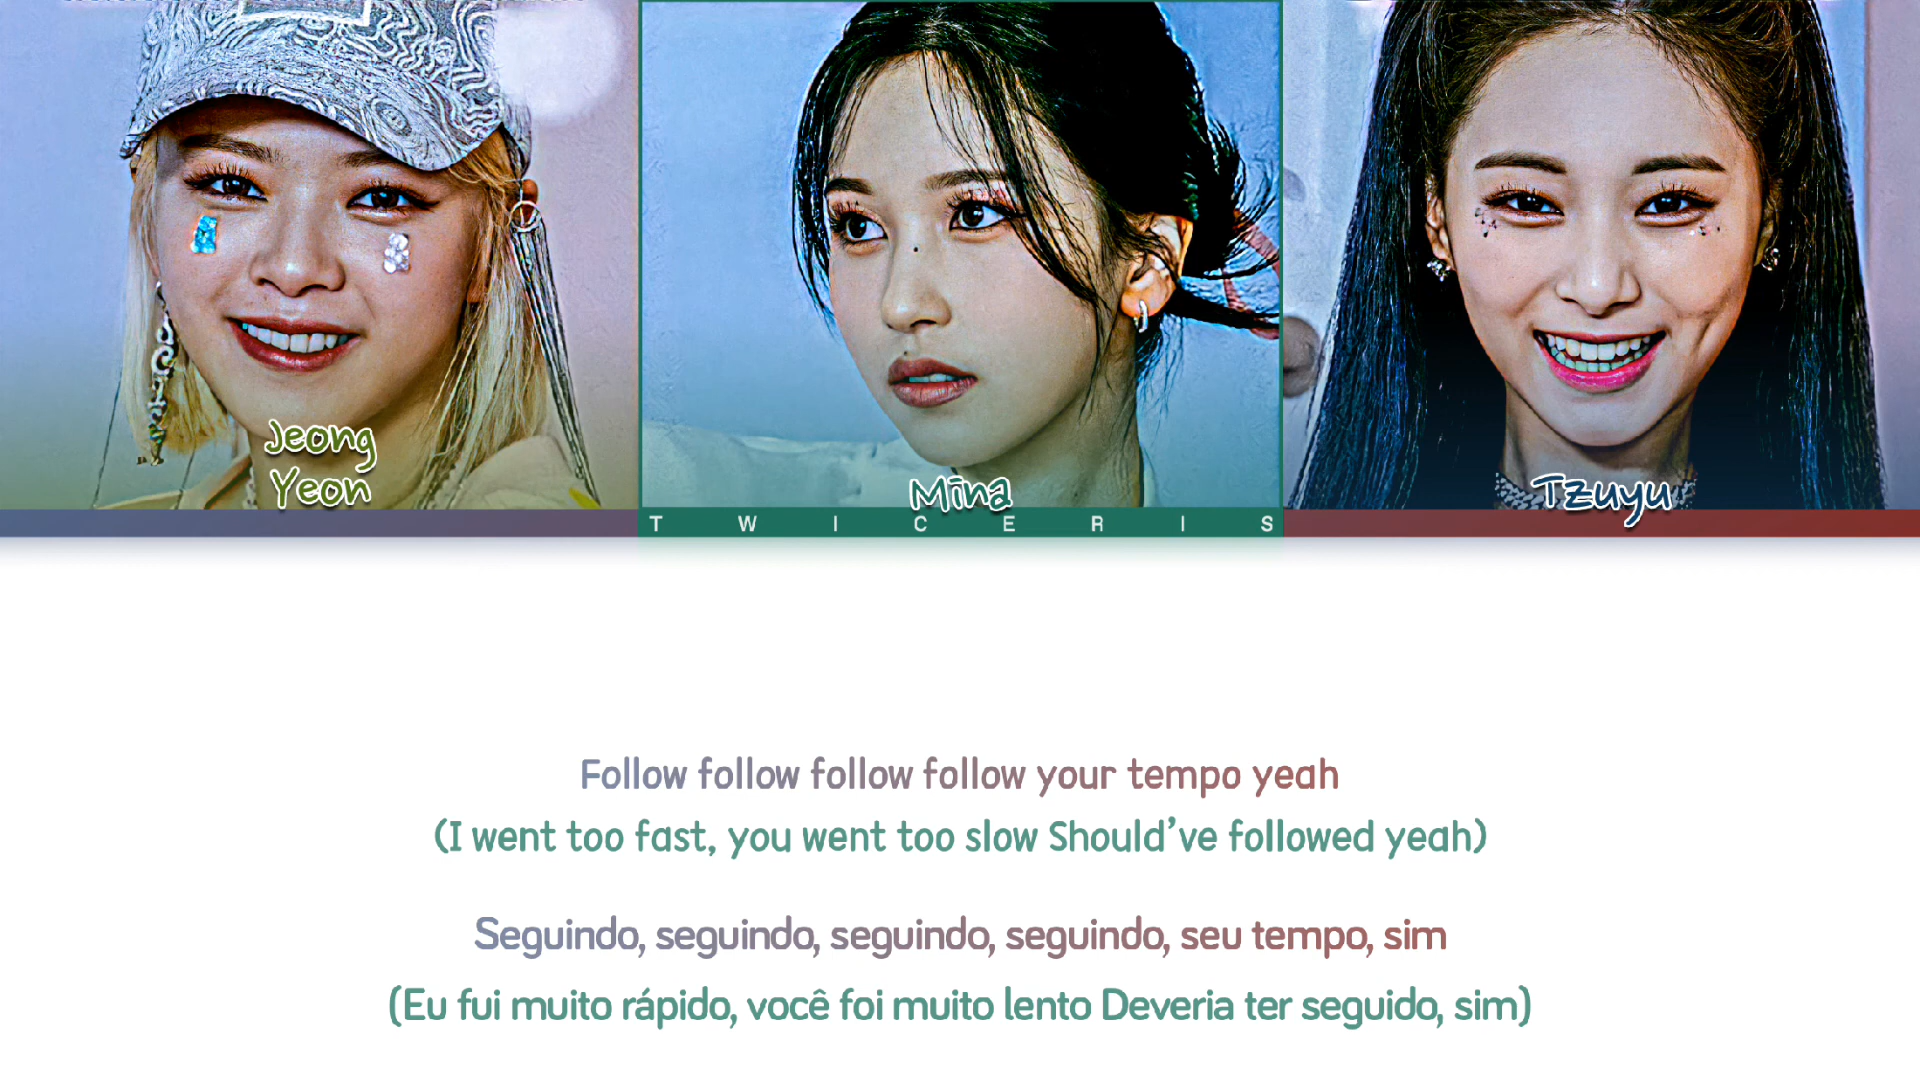 Jeong
Yeon
Mina
Tzuyu
TWICERIS
Follow follow follow follow your tempo yeah
(I went too fast, you went too slow Should've followed yeah)
Seguindo, seguindo, seguindo, seguindo, seu tempo, sim
(Eu fui muito rápido, você foi muito lento Deveria ter seguido, sim)